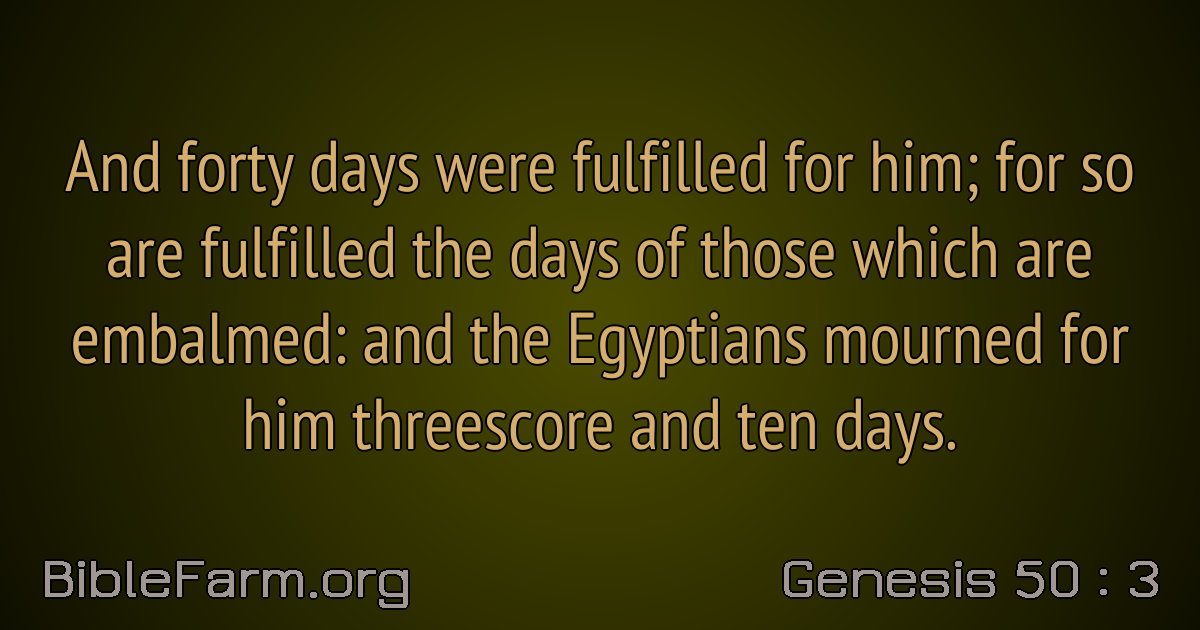 And forty days were fulfilled for him; for so
are fulfilled the days of those which are
embalmed: and the Egyptians mourned for
him threescore and ten days.
BibleFarm.org
Genesis 50 : 3